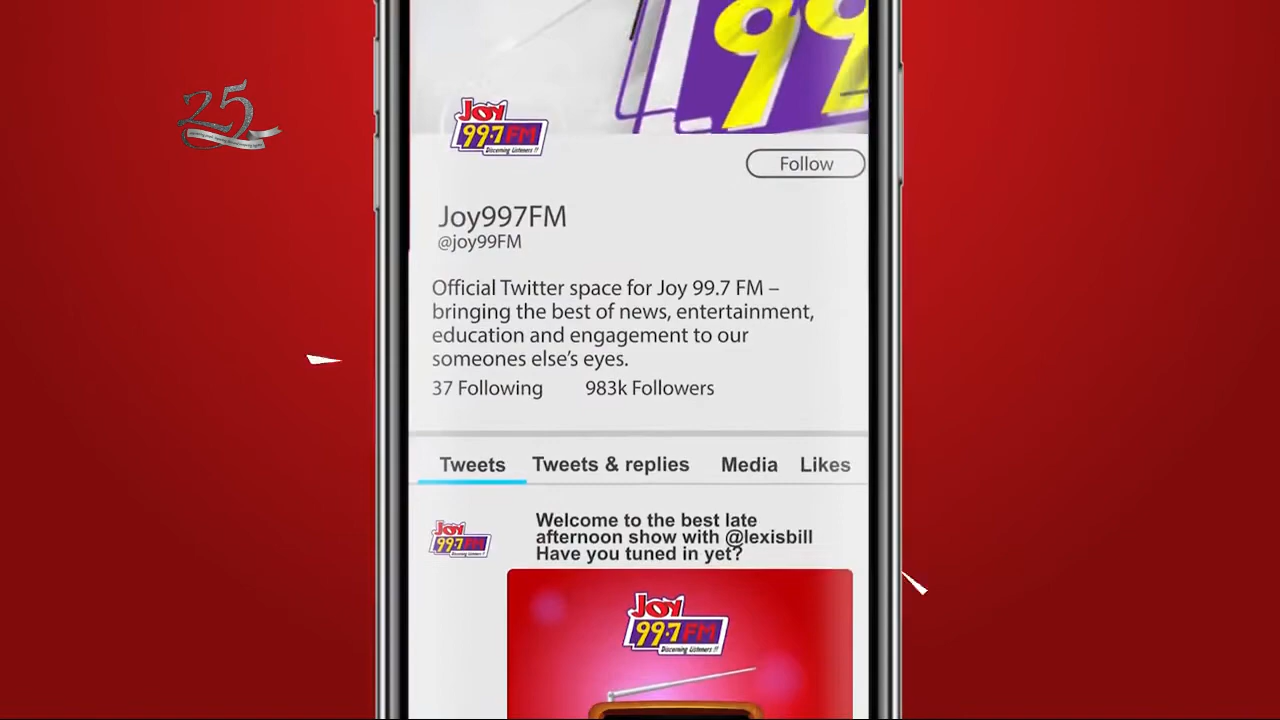 99
25
JOY
99.7 FM
Discerning Listeners !!
Follow
Joy997FM
@joy99FM
Official Twitter space for Joy 99.7 FM –
bringing the best of news, entertainment,
education and engagement to our
someones else’s eyes.
37 Following 983k Followers
Tweets Tweets & replies Media Likes
JOY
99.7 FM
Discerning Listeners !!
Welcome to the best late
afternoon show with @lexisbill
Have you tuned in yet?
JOY
99.7 FM
Discerning Listeners !!